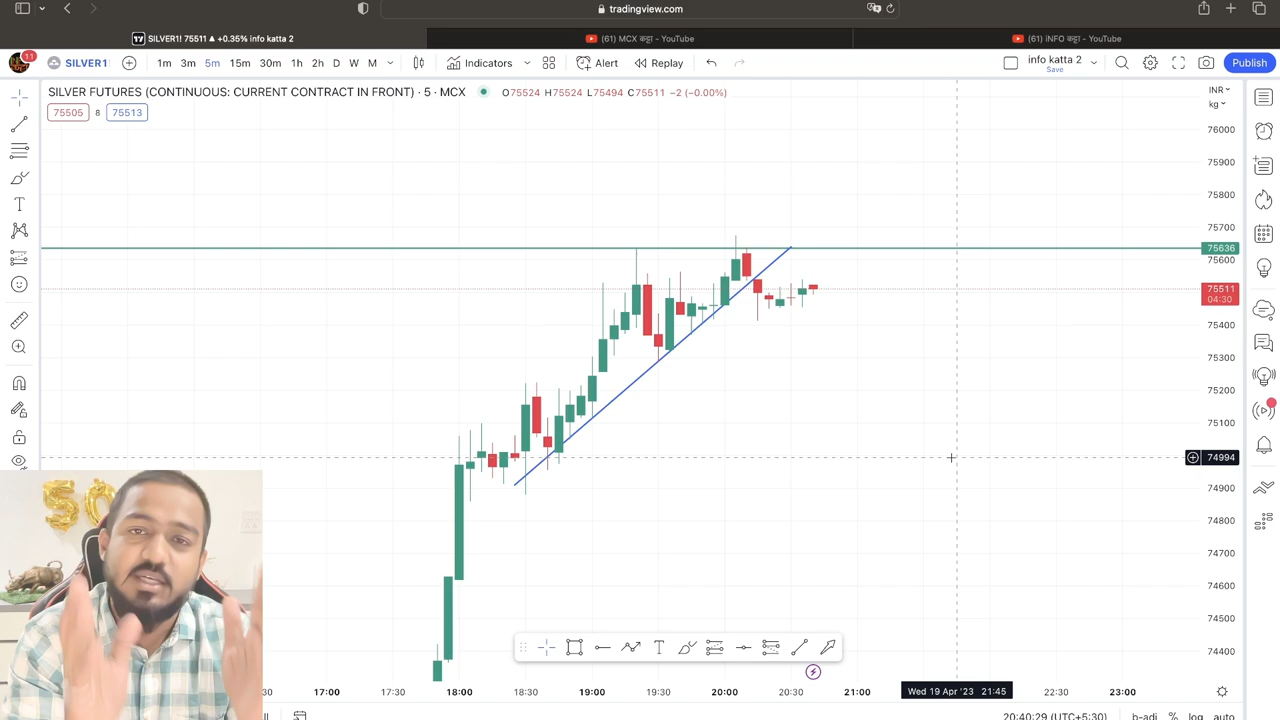 tradingview.com
SILVER1! 75511 ▲ +0.35% info katta 2
(61) MCX कट्टा - YouTube
(61) iNFO कट्टा - YouTube
11
SILVER1
1m 3m 5m 15m 30m 1h 2h D W M
Indicators
Alert
Replay
info katta 2
Save
Publish
SILVER FUTURES (CONTINUOUS: CURRENT CONTRACT IN FRONT) · 5 · MCX
O75524 H75524 L75494 C75511 −2 (−0.00%)
INR
kg
75505 8 75513
76000
75900
75800
75700
75636
75600
75511
04:30
75400
75300
75200
75100
74994
74900
74800
74700
74600
74500
74400
50
:30 17:00 17:30 18:00 18:30 19:00 19:30 20:00 20:30 21:00 Wed 19 Apr '23 21:45 22:30 23:00
20:40:29 (UTC+5:30) b-adj % log auto